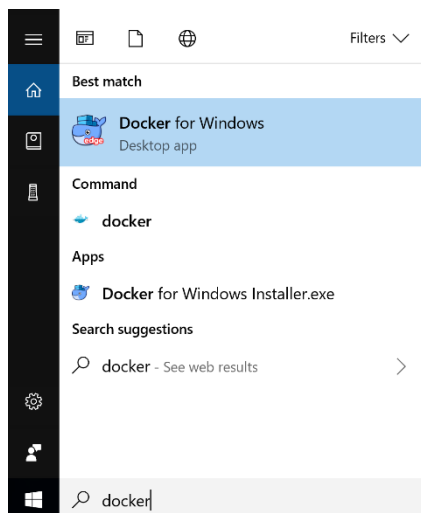 Filters
Best match
Docker for Windows
edge
Desktop app
Command
docker
Apps
Docker for Windows Installer.exe
Search suggestions
docker - See web results
docker